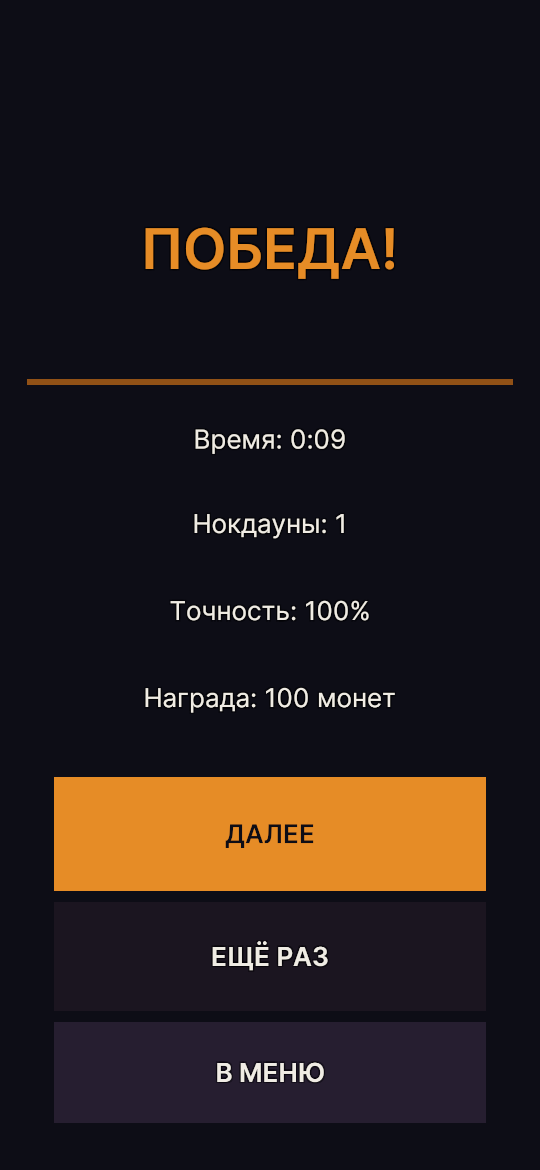 ПОБЕДА!
Время: 0:09
Нокдауны: 1
Точность: 100%
Награда: 100 монет
ДАЛЕЕ
ЕЩЁ РАЗ
В МЕНЮ